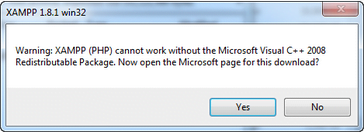 XAMPP 1.8.1 win32
Warning: XAMPP (PHP) cannot work without the Microsoft Visual C++ 2008
Redistributable Package. Now open the Microsoft page for this download?
Yes
No